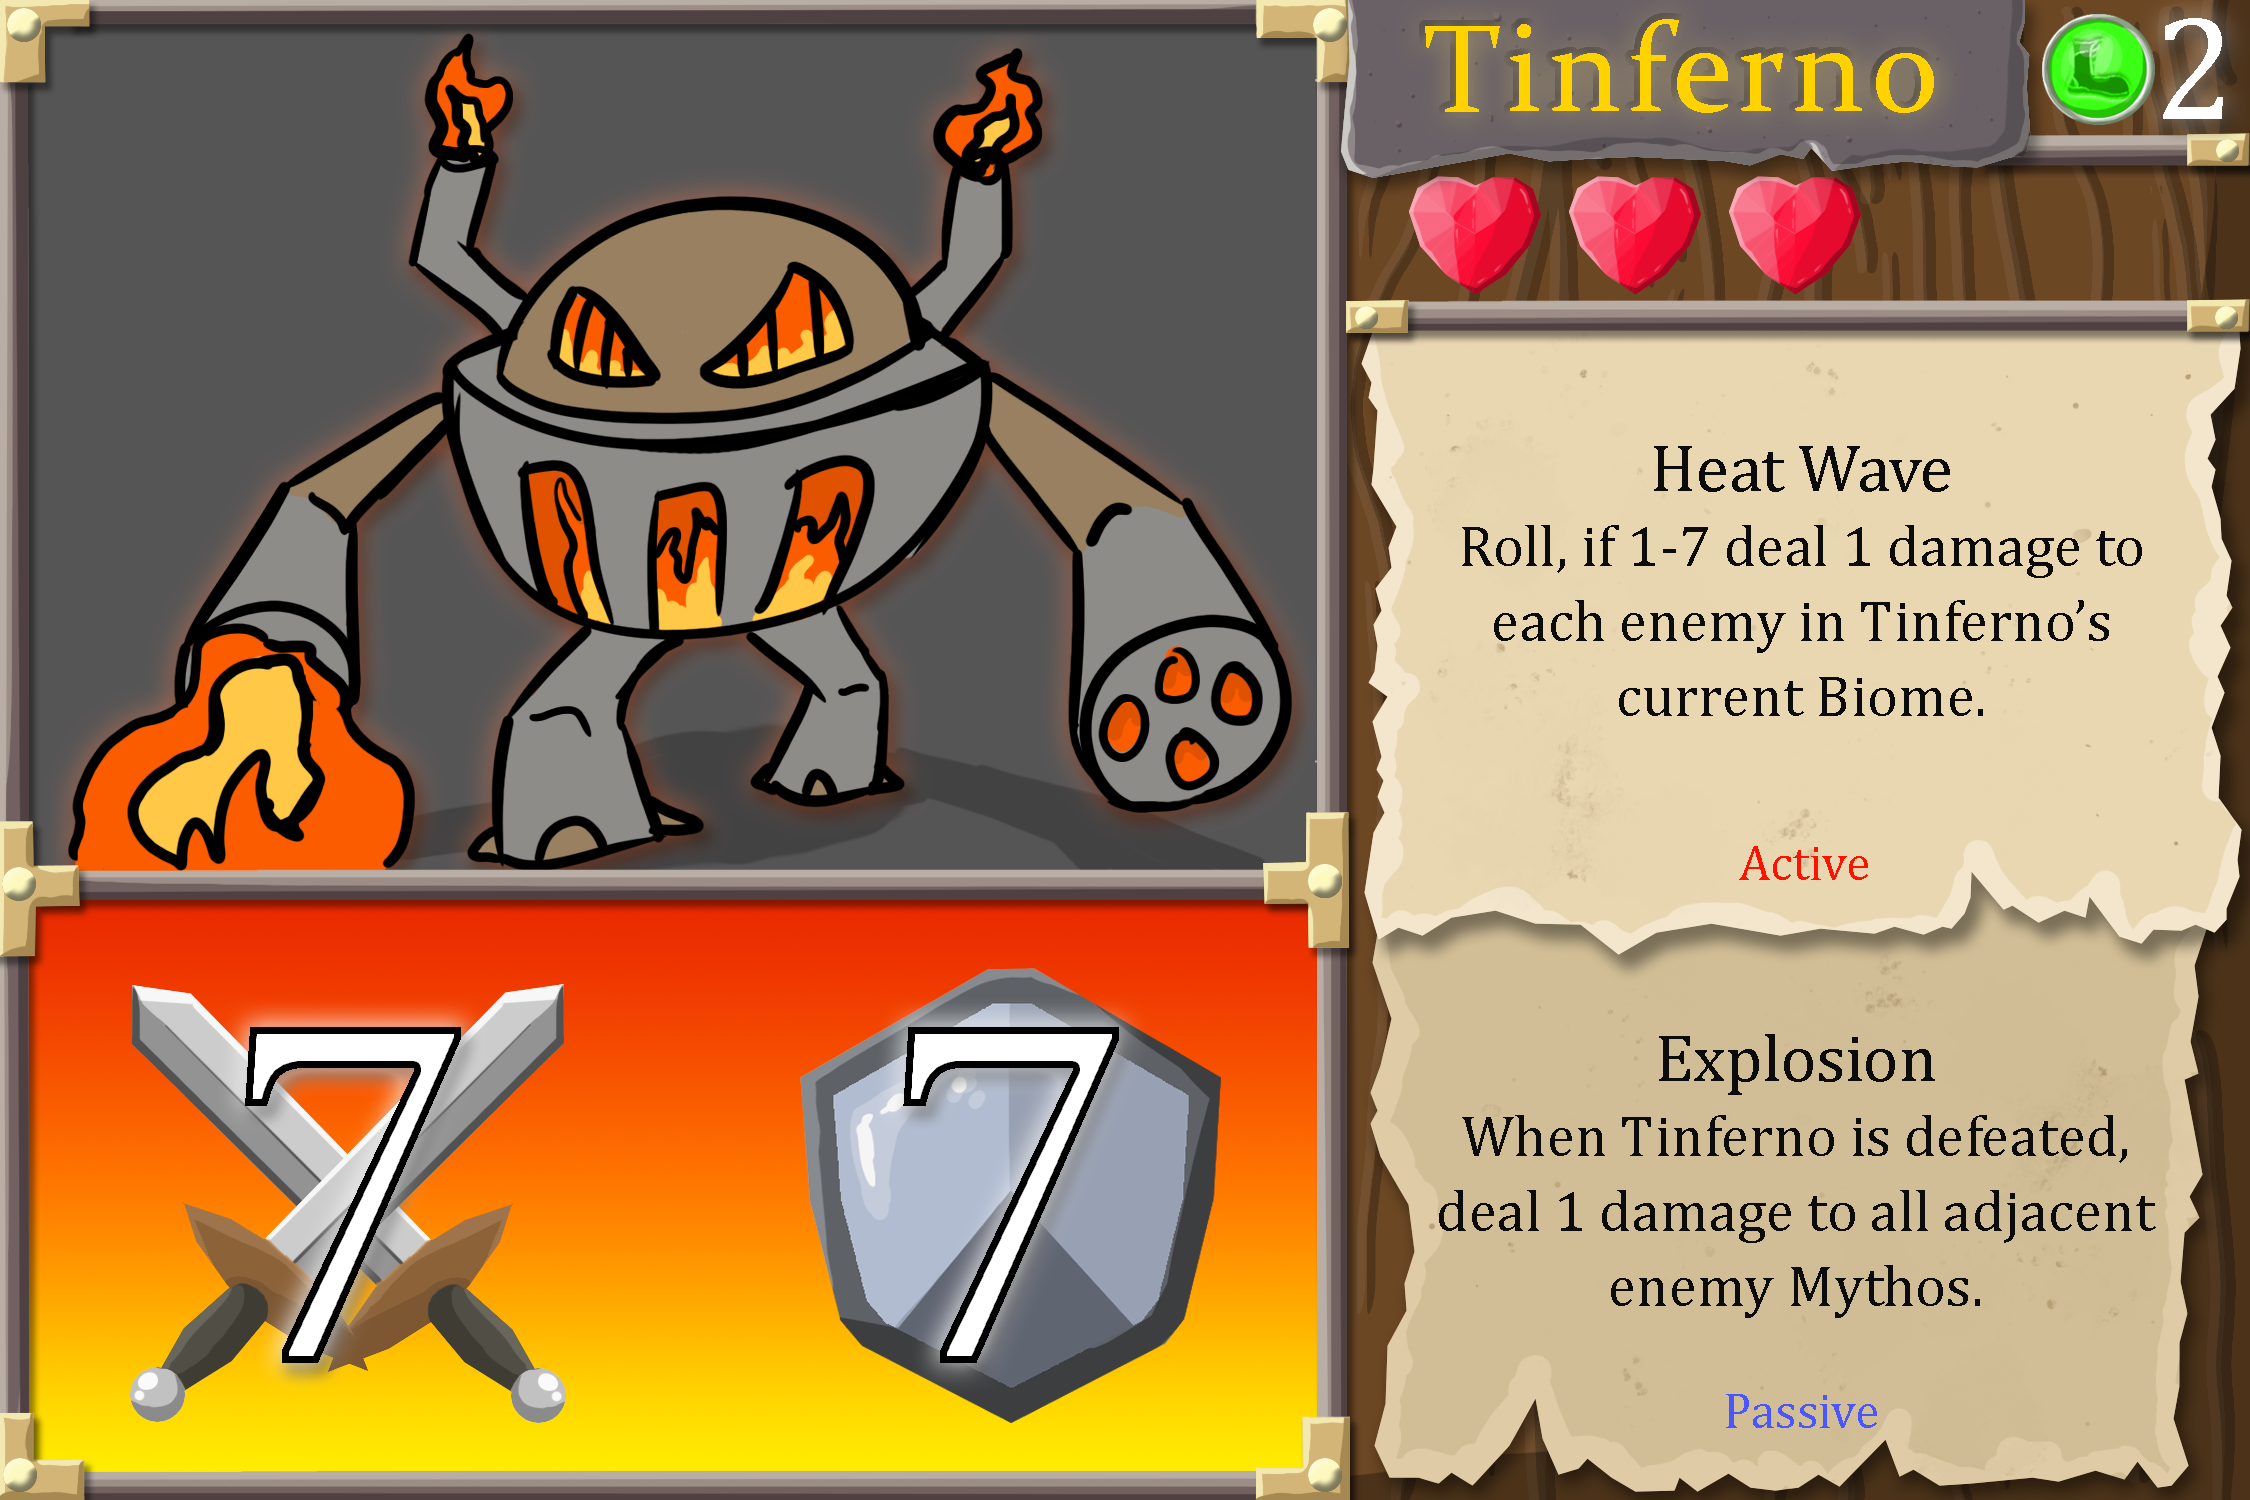 Tinferno
2
Heat Wave
Roll, if 1-7 deal 1 damage to
each enemy in Tinferno’s
current Biome.
Active
7
7
Explosion
When Tinferno is defeated,
deal 1 damage to all adjacent
enemy Mythos.
Passive